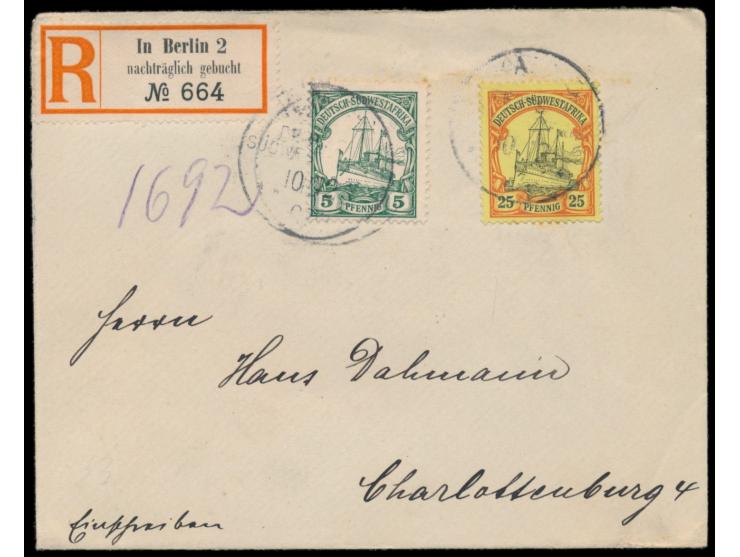 R
In Berlin 2
nachträglich gebucht
№ 664
1692
DEUTSCH-SÜDWESTAFRIKA
5 PFENNIG 5
DEUTSCH-SÜDWESTAFRIKA
25 PFENNIG 25
Herrn
Hans Dahmann
Charlottenburg 4
Einschreiben